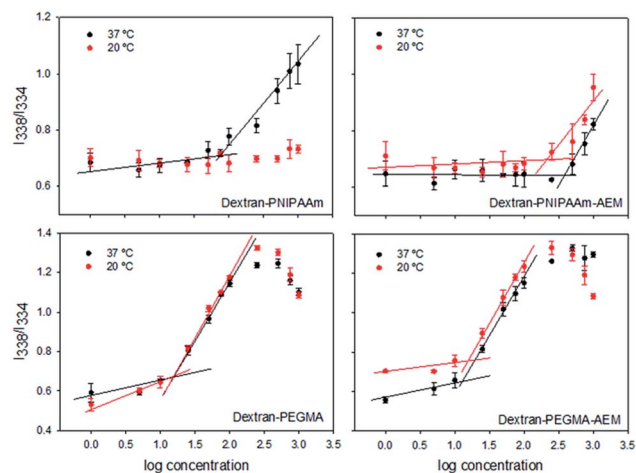 37 ºC
20 ºC
37 ºC
20 ºC
1.2
1.0
0.8
0.6
I338/I334
Dextran-PNIPAAm
Dextran-PNIPAAm-AEM
37 ºC
20 ºC
37 ºC
20 ºC
1.4
1.2
1.0
0.8
0.6
0.4
I338/I334
Dextran-PEGMA
Dextran-PEGMA-AEM
0.0 0.5 1.0 1.5 2.0 2.5 3.0 3.5
0.0 0.5 1.0 1.5 2.0 2.5 3.0 3.5
log concentration
log concentration